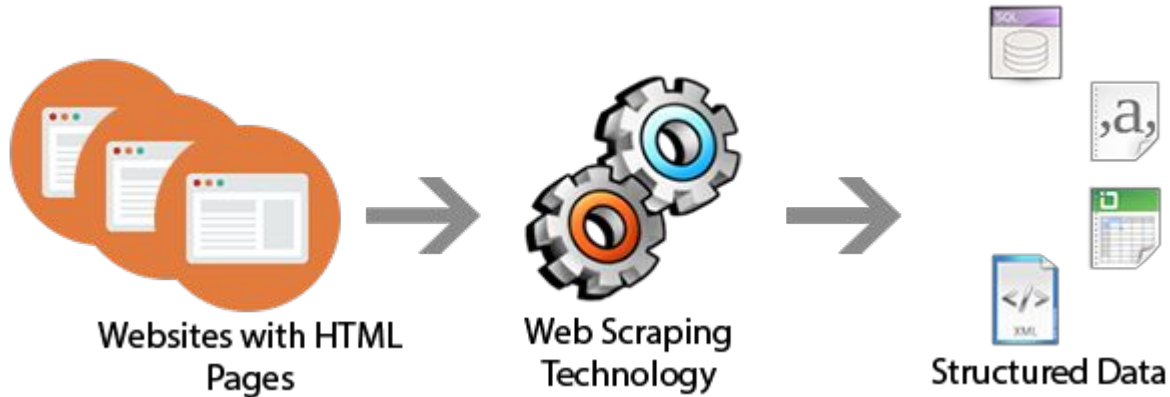 Websites with HTML
Pages
Web Scraping
Technology
SQL
,a,
</>
XML
Structured Data